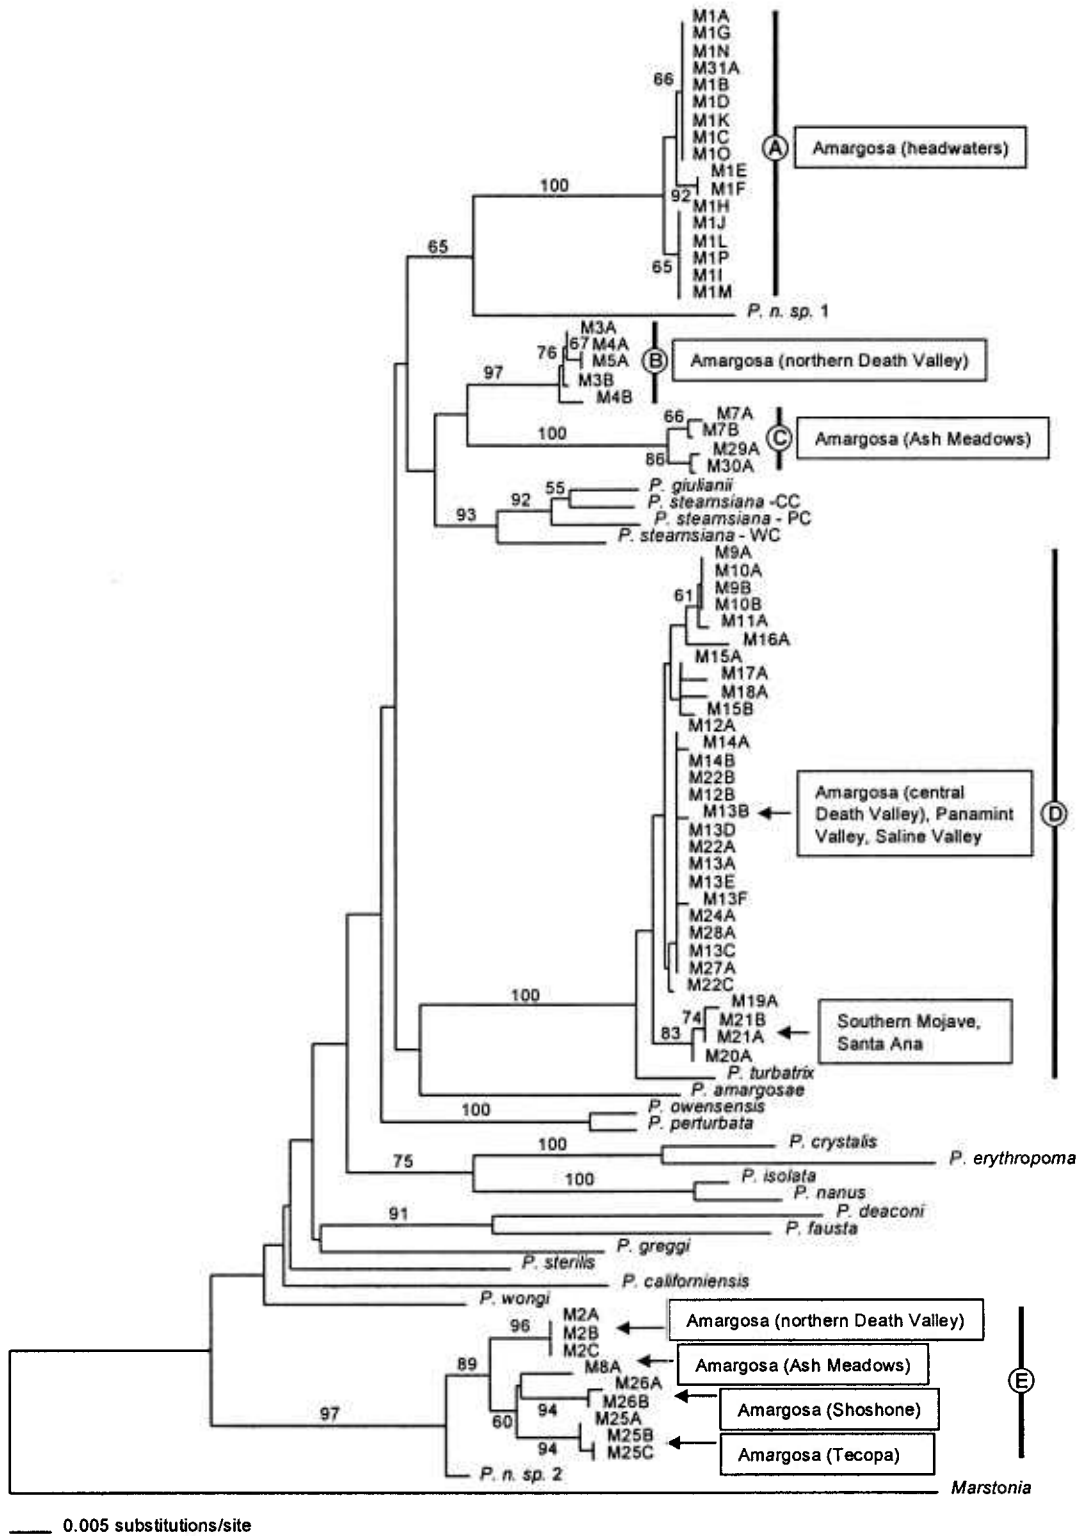 M1A
M1G
M1N
M31A
66
M1B
M1D
M1K
M1C
M1O
A
Amargosa (headwaters)
M1E
M1F
100
92
M1H
M1J
M1L
65
M1P
65
M1I
M1M
P. n. sp. 1
M3A
67 M4A
76
M5A
B
Amargosa (northern Death Valley)
97
M3B
M4B
66
M7A
M7B
100
C
Amargosa (Ash Meadows)
M29A
86
M30A
55
P. giulianii
92
P. stearnsiana -CC
93
P. stearnsiana - PC
P. stearnsiana - WC
M9A
M10A
M9B
61
M10B
M11A
M16A
M15A
M17A
M18A
M15B
M12A
M14A
M14B
M22B
M12B
M13B
Amargosa (central
Death Valley), Panamint
Valley, Saline Valley
D
M13D
M22A
M13A
M13E
M13F
M24A
M28A
M13C
M27A
M22C
100
M19A
74
M21B
83
M21A
Southern Mojave,
Santa Ana
M20A
P. turbatrix
P. amargosae
100
P. owensensis
P. perturbata
100
P. crystalis
75
P. erythropoma
100
P. isolata
P. nanus
91
P. deaconi
P. fausta
P. greggi
P. sterilis
P. californiensis
P. wongi
M2A
96
M2B
Amargosa (northern Death Valley)
M2C
89
M8A
Amargosa (Ash Meadows)
E
M26A
94
M26B
Amargosa (Shoshone)
60
M25A
97
M25B
94
M25C
Amargosa (Tecopa)
P. n. sp. 2
Marstonia
0.005 substitutions/site